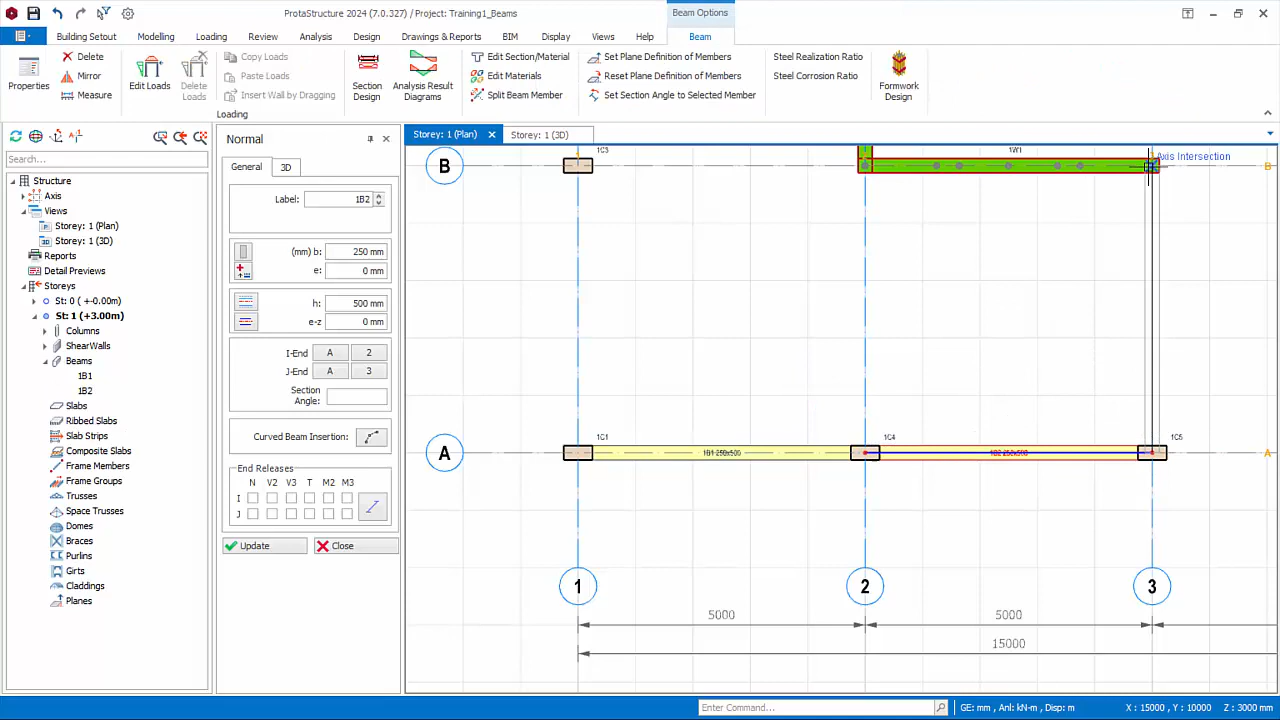 ProtaStructure 2024 (7.0.327) / Project: Training1_Beams
Beam Options
Building Setout
Modelling
Loading
Review
Analysis
Design
Drawings & Reports
BIM
Display
Views
Help
Beam
Properties
Delete
Mirror
Measure
Edit Loads
Delete Loads
Copy Loads
Paste Loads
Insert Wall by Dragging
Loading
Section Design
Analysis Result Diagrams
Edit Section/Material
Edit Materials
Split Beam Member
Set Plane Definition of Members
Reset Plane Definition of Members
Set Section Angle to Selected Member
Steel Realization Ratio
Steel Corrosion Ratio
Formwork Design
Search...
Structure
Axis
Views
Storey: 1 (Plan)
Storey: 1 (3D)
Reports
Detail Previews
Storeys
St: 0 ( +-0.00m)
St: 1 (+3.00m)
Columns
ShearWalls
Beams
1B1
1B2
Slabs
Ribbed Slabs
Slab Strips
Composite Slabs
Frame Members
Frame Groups
Trusses
Space Trusses
Domes
Braces
Purlins
Girts
Claddings
Planes
Normal
General
3D
Label: 1B2
(mm) b: 250 mm
e: 0 mm
h: 500 mm
e-z 0 mm
I-End A 2
J-End A 3
Section Angle:
Curved Beam Insertion:
End Releases
N V2 V3 T M2 M3
I
J
Update
Close
Storey: 1 (Plan)
Storey: 1 (3D)
1C3
1W1
Axis Intersection
B
B
1C1
1C4
1C5
A
1B1 250x500
1B2 250x500
A
1
2
3
5000
5000
15000
Enter Command...
GE: mm , Anl: kN-m , Disp: m
X : 15000 , Y : 10000
Z : 3000 mm